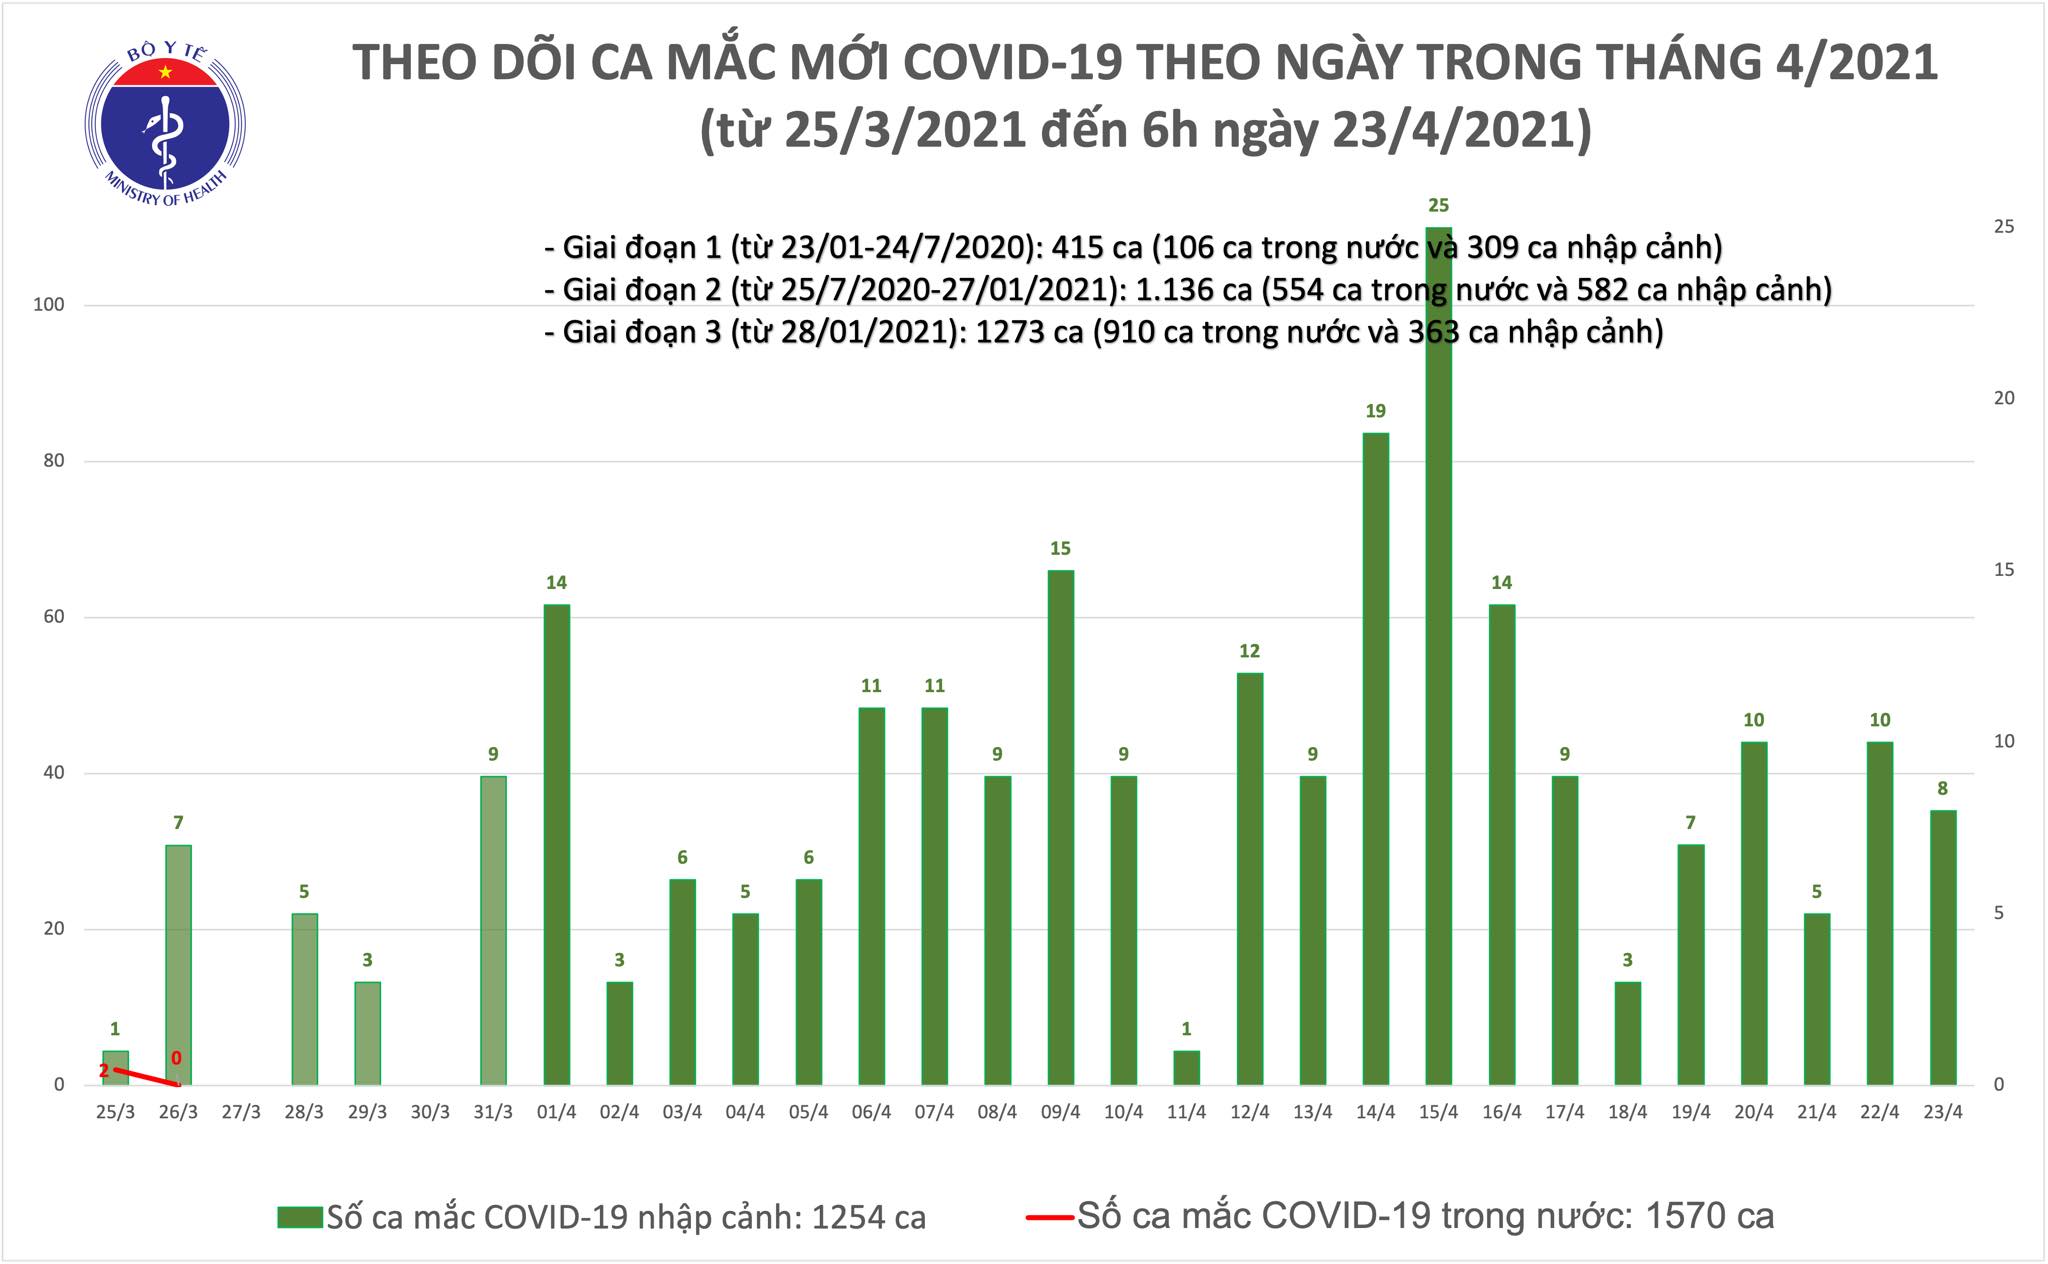 BỘ Y TẾ
MINISTRY OF HEALTH
THEO DÕI CA MẮC MỚI COVID-19 THEO NGÀY TRONG THÁNG 4/2021
(từ 25/3/2021 đến 6h ngày 23/4/2021)
- Giai đoạn 1 (từ 23/01-24/7/2020): 415 ca (106 ca trong nước và 309 ca nhập cảnh)
- Giai đoạn 2 (từ 25/7/2020-27/01/2021): 1.136 ca (554 ca trong nước và 582 ca nhập cảnh)
- Giai đoạn 3 (từ 28/01/2021): 1273 ca (910 ca trong nước và 363 ca nhập cảnh)
100
80
60
40
20
0
25
20
15
10
5
0
1 7 5 3 9 14 3 6 5 6 11 11 9 15 9 1 12 9 19 25 14 9 3 7 10 5 10 8
2 0
25/3 26/3 27/3 28/3 29/3 30/3 31/3 01/4 02/4 03/4 04/4 05/4 06/4 07/4 08/4 09/4 10/4 11/4 12/4 13/4 14/4 15/4 16/4 17/4 18/4 19/4 20/4 21/4 22/4 23/4
Số ca mắc COVID-19 nhập cảnh: 1254 ca
Số ca mắc COVID-19 trong nước: 1570 ca